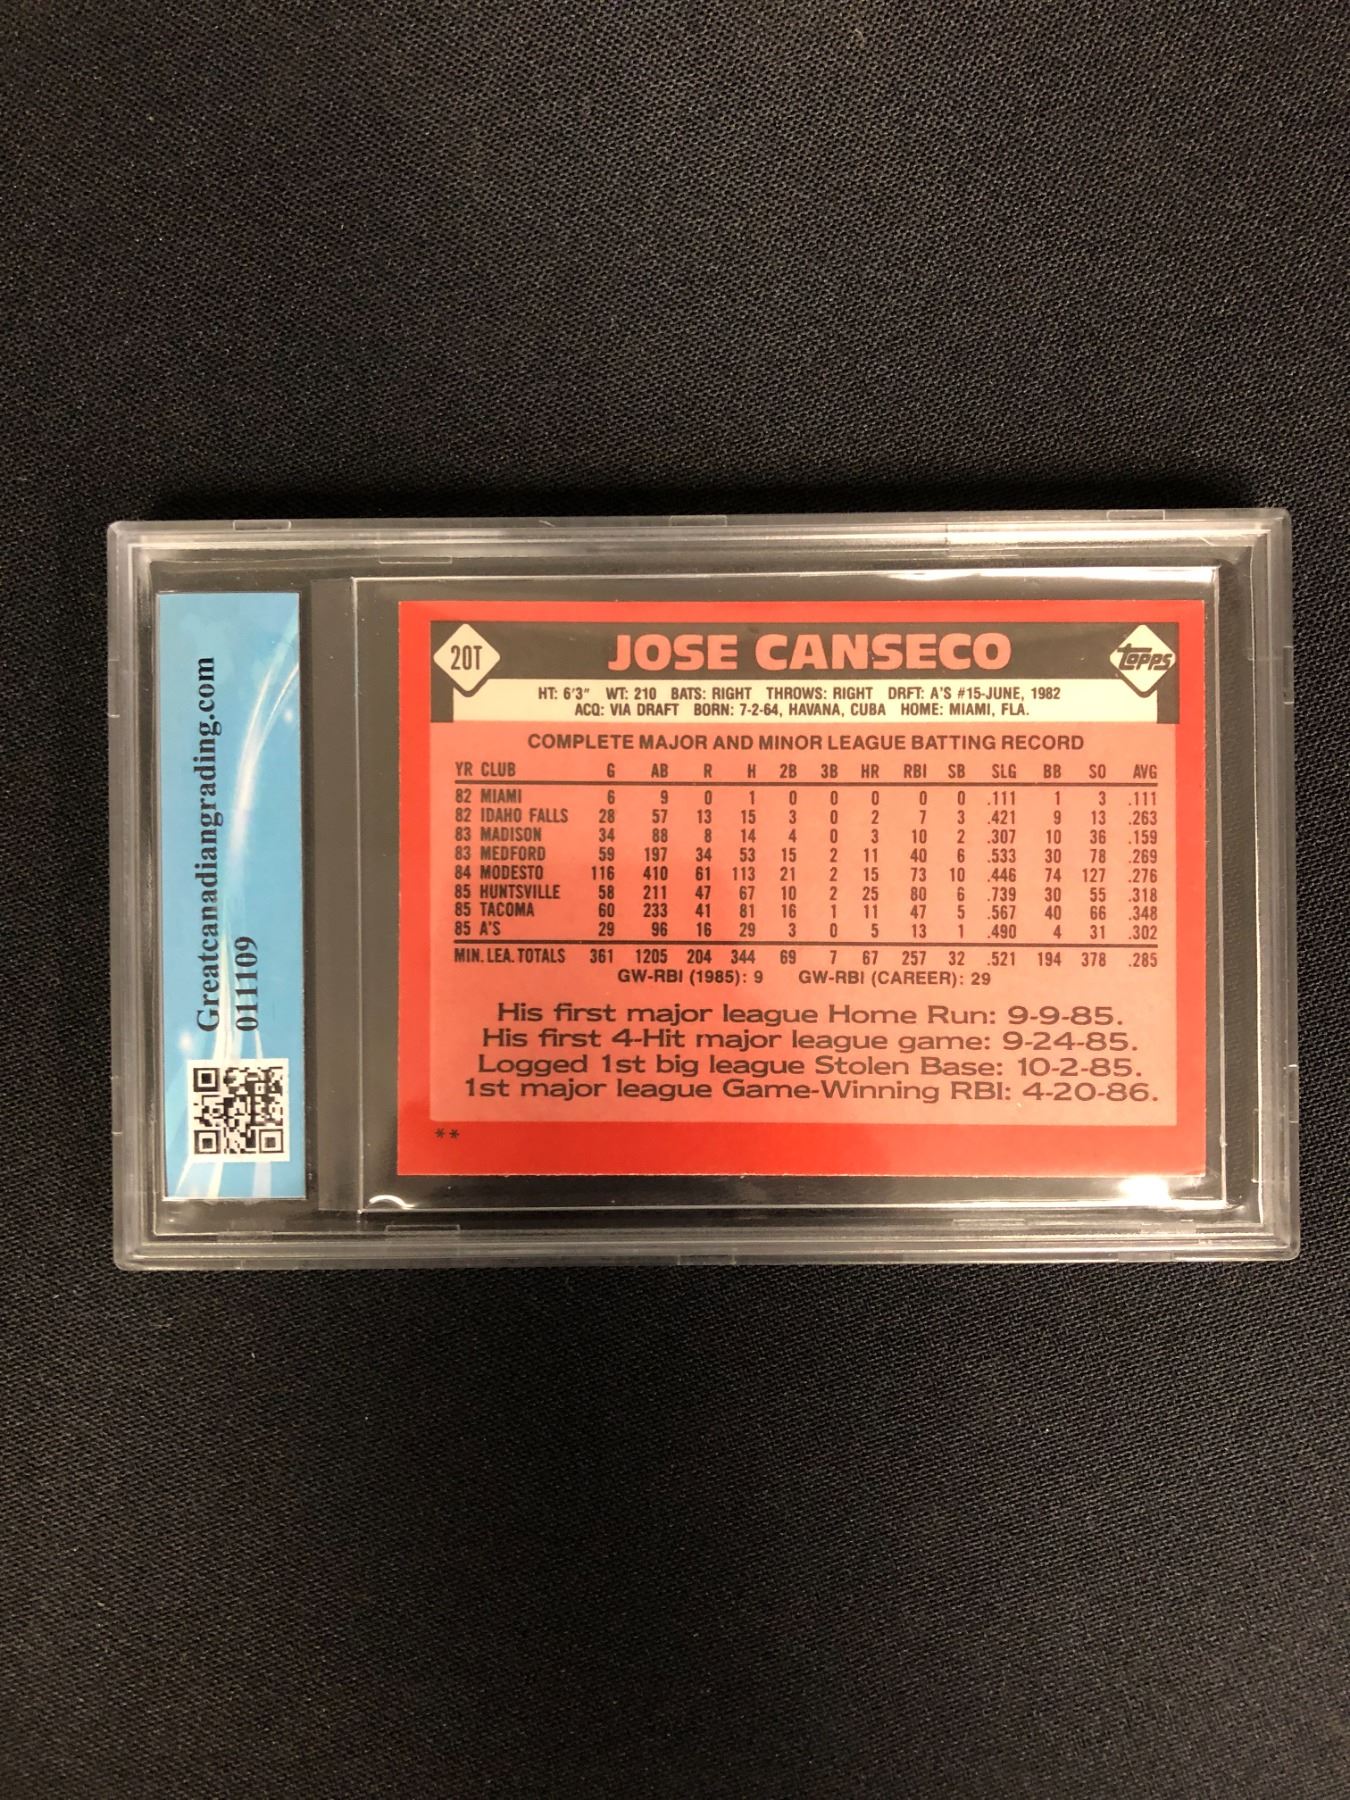 Greatcanadiangrading.com
011109
20T
JOSE CANSECO
topps
HT: 6'3" WT: 210 BATS: RIGHT THROWS: RIGHT DRFT: A'S #15-JUNE, 1982
ACQ: VIA DRAFT BORN: 7-2-64, HAVANA, CUBA HOME: MIAMI, FLA.
COMPLETE MAJOR AND MINOR LEAGUE BATTING RECORD
YR CLUB G AB R H 2B 3B HR RBI SB SLG BB SO AVG
82 MIAMI 6 9 0 1 0 0 0 0 0 .111 1 3 .111
82 IDAHO FALLS 28 57 13 15 3 0 2 7 3 .421 9 13 .263
83 MADISON 34 88 8 14 4 0 3 10 2 .307 10 36 .159
83 MEDFORD 59 197 34 53 15 2 11 40 6 .533 30 78 .269
84 MODESTO 116 410 61 113 21 2 15 73 10 .446 74 127 .276
85 HUNTSVILLE 58 211 47 67 10 2 25 80 6 .739 30 55 .318
85 TACOMA 60 233 41 81 16 1 11 47 5 .567 40 66 .348
85 A'S 29 96 16 29 3 0 5 13 1 .490 4 31 .302
MIN. LEA. TOTALS 361 1205 204 344 69 7 67 257 32 .521 194 378 .285
GW-RBI (1985): 9 GW-RBI (CAREER): 29
His first major league Home Run: 9-9-85.
His first 4-Hit major league game: 9-24-85.
Logged 1st big league Stolen Base: 10-2-85.
1st major league Game-Winning RBI: 4-20-86.
**